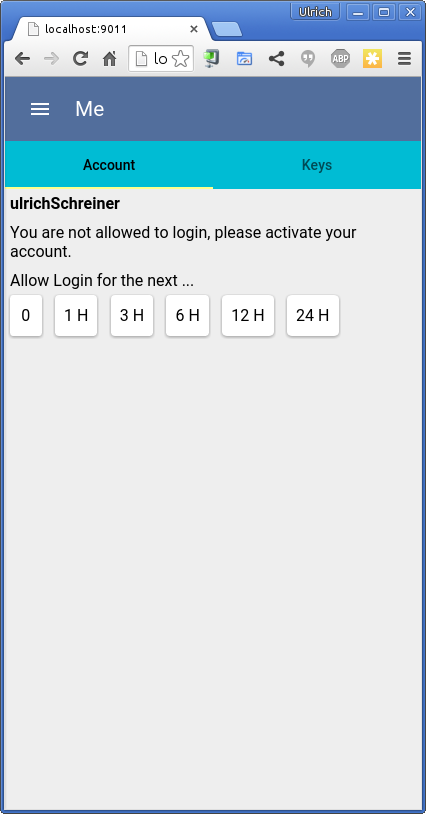 Ulrich
localhost:9011
lo
ABP
Me
Account Keys
ulrichSchreiner
You are not allowed to login, please activate your
account.
Allow Login for the next ...
0 1 H 3 H 6 H 12 H 24 H